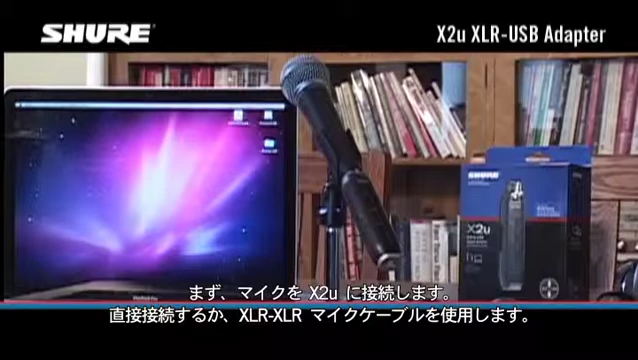 SHURE
X2u XLR-USB Adapter
SHURE
X2u
まず、マイクを X2u に接続します。
直接接続するか、XLR-XLR マイクケーブルを使用します。